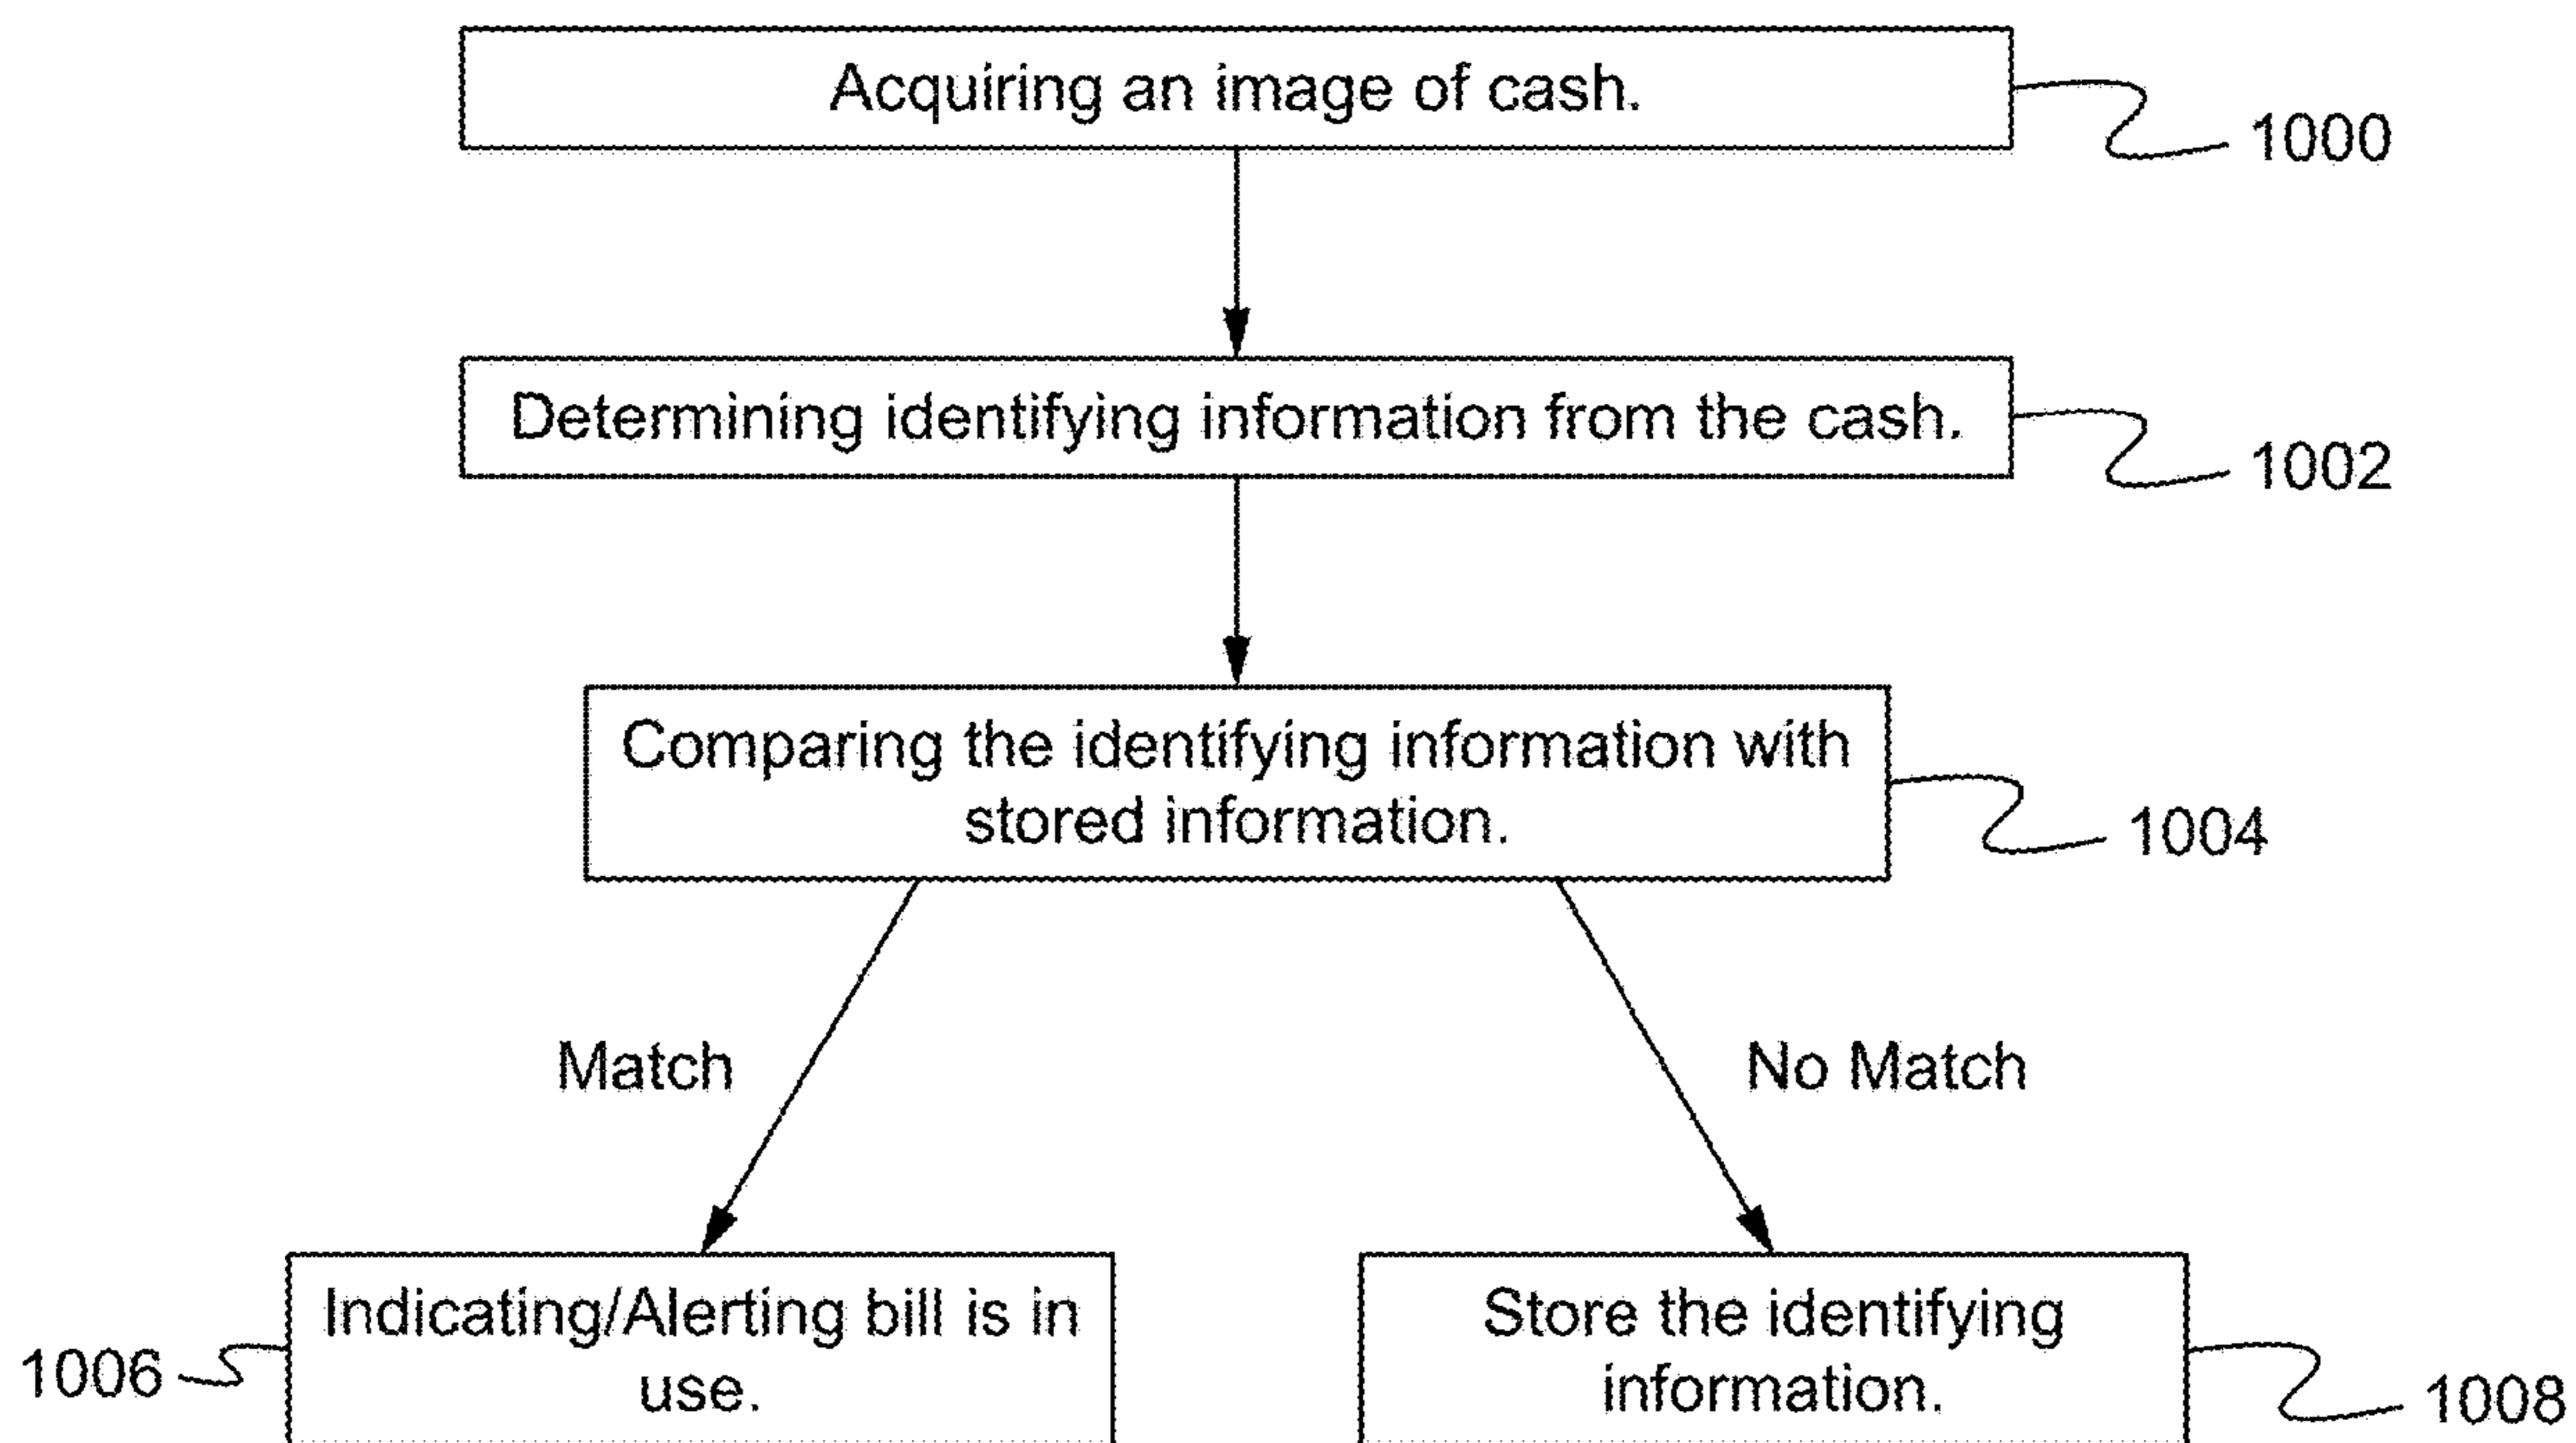 Acquiring an image of cash.
1000
Determining identifying information from the cash.
1002
Comparing the identifying information with
stored information.
1004
Match
No Match
Indicating/Alerting bill is in
use.
1006
Store the identifying
information.
1008